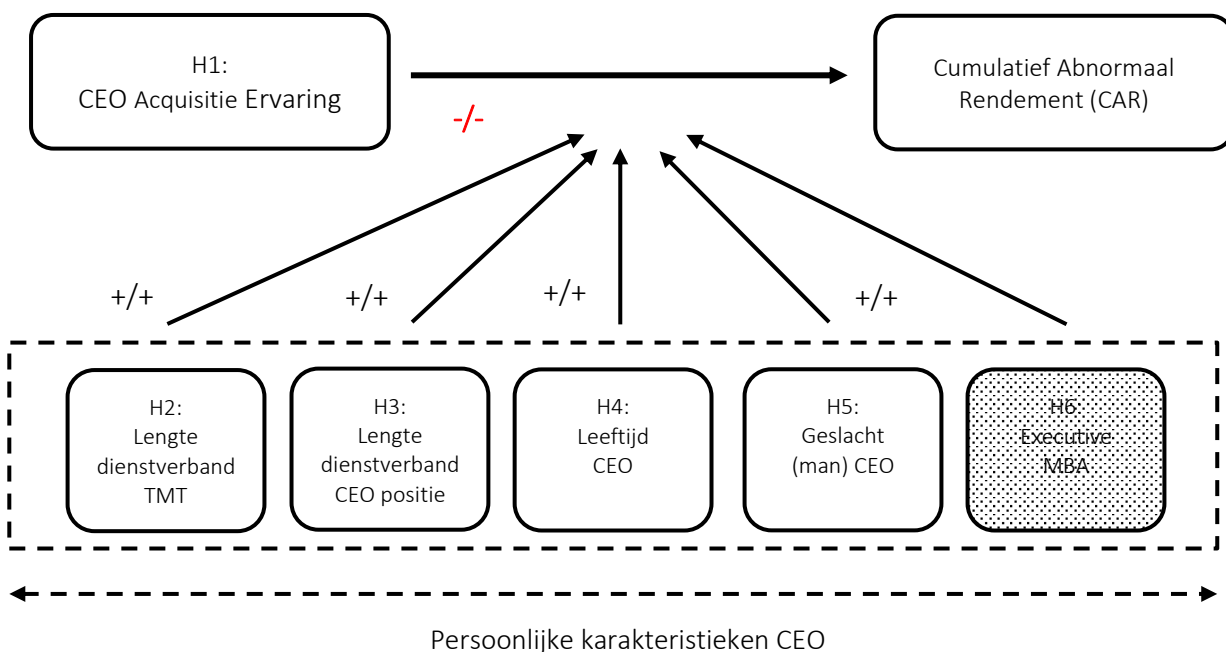 H1:
CEO Acquisitie Ervaring
Cumulatief Abnormaal
Rendement (CAR)
-/-
+/+
+/+
+/+
+/+
H2:
Lengte
dienstverband
TMT
H3:
Lengte
dienstverband
CEO positie
H4:
Leeftijd
CEO
H5:
Geslacht
(man) CEO
H6:
Executive
MBA
Persoonlijke karakteristieken CEO